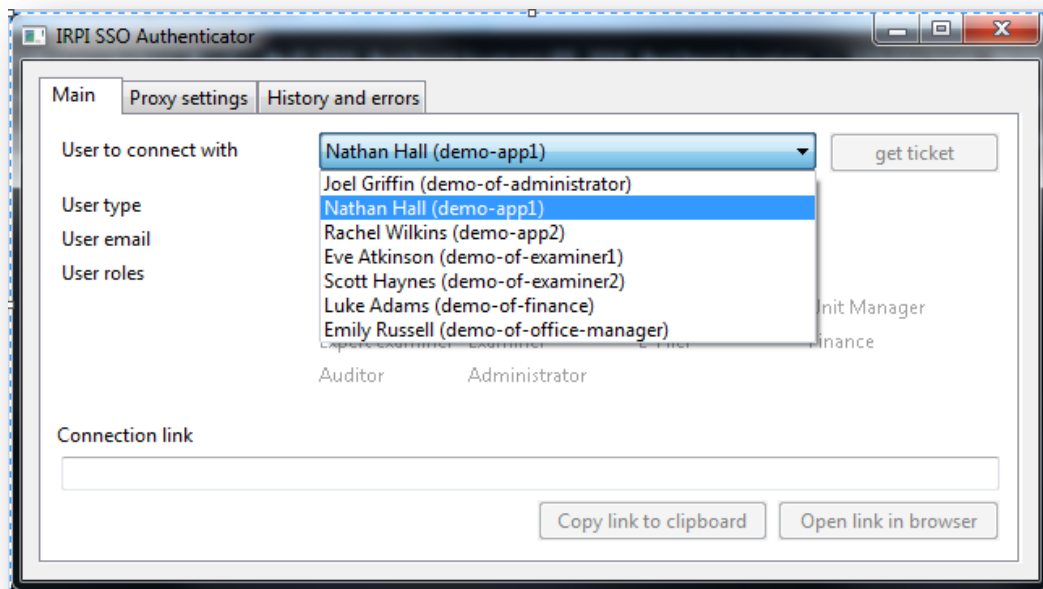 IRPI SSO Authenticator
Main Proxy settings History and errors
User to connect with Nathan Hall (demo-app1) get ticket
Joel Griffin (demo-of-administrator)
User type Nathan Hall (demo-app1)
User email Rachel Wilkins (demo-app2)
Eve Atkinson (demo-of-examiner1)
User roles Scott Haynes (demo-of-examiner2)
Luke Adams (demo-of-finance) Unit Manager
Emily Russell (demo-of-office-manager)
Expert examiner Examiner Finance
Auditor Administrator
Connection link
Copy link to clipboard Open link in browser